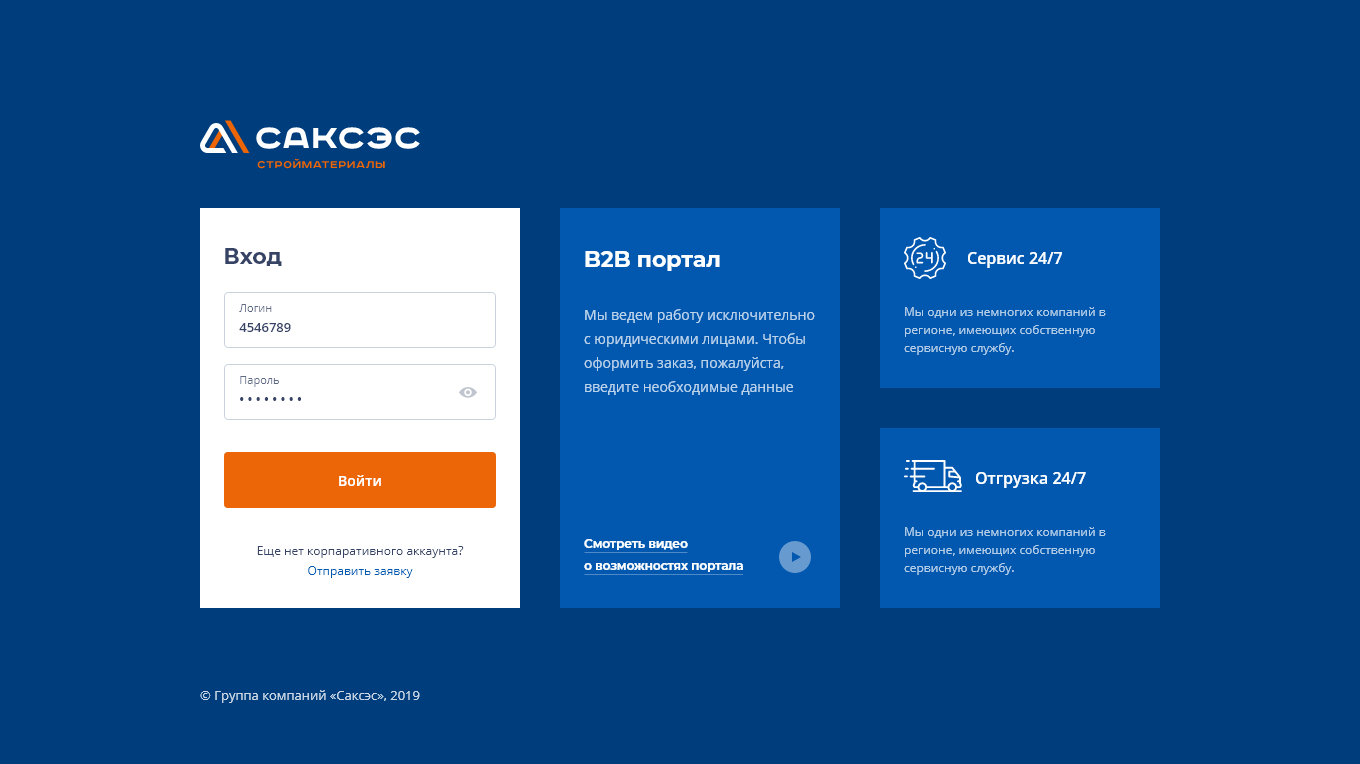 САКСЭС
СТРОЙМАТЕРИАЛЫ
Вход
Логин
4546789
Пароль
••••••••
Войти
Еще нет корпаративного аккаунта?
Отправить заявку
B2B портал
Мы ведем работу исключительно
с юридическими лицами. Чтобы
оформить заказ, пожалуйста,
введите необходимые данные
Смотреть видео
о возможностях портала
24
Сервис 24/7
Мы одни из немногих компаний в
регионе, имеющих собственную
сервисную службу.
Отгрузка 24/7
Мы одни из немногих компаний в
регионе, имеющих собственную
сервисную службу.
© Группа компаний «Саксэс», 2019